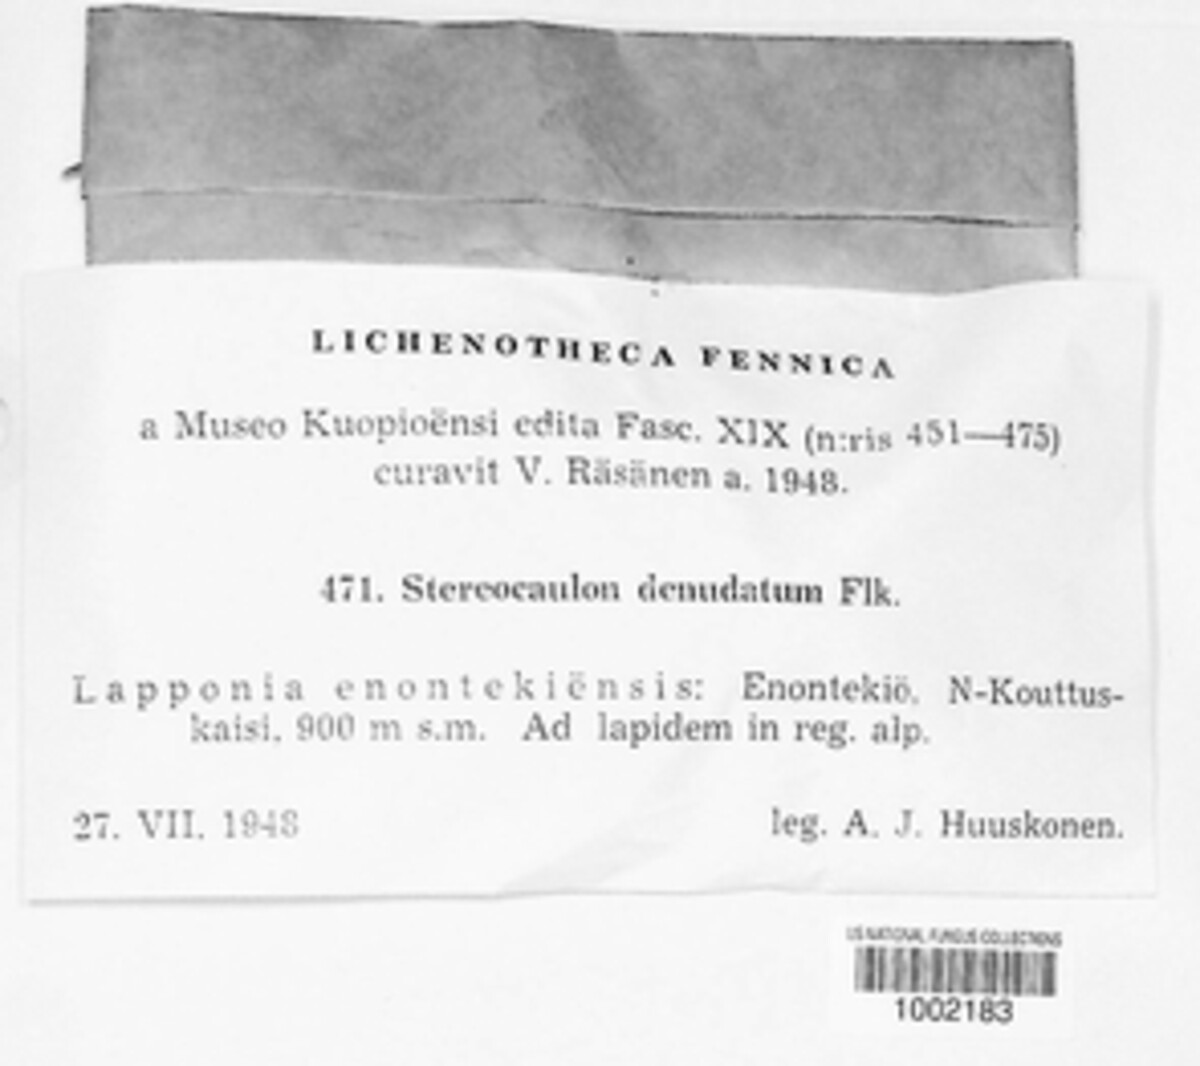 LICHENOTHECA FENNICA
a Museo Kuopioënsi edita Fasc. XIX (n:ris 451—475)
curavit V. Räsänen a. 1948.
471. Stereocaulon denudatum Flk.
Lapponia enontekiënsis: Enontekiö, N-Kouttus-
kaisi, 900 m s.m. Ad lapidem in reg. alp.
27. VII. 1948 leg. A. J. Huuskonen.
US NATIONAL FUNGUS COLLECTIONS
1002183